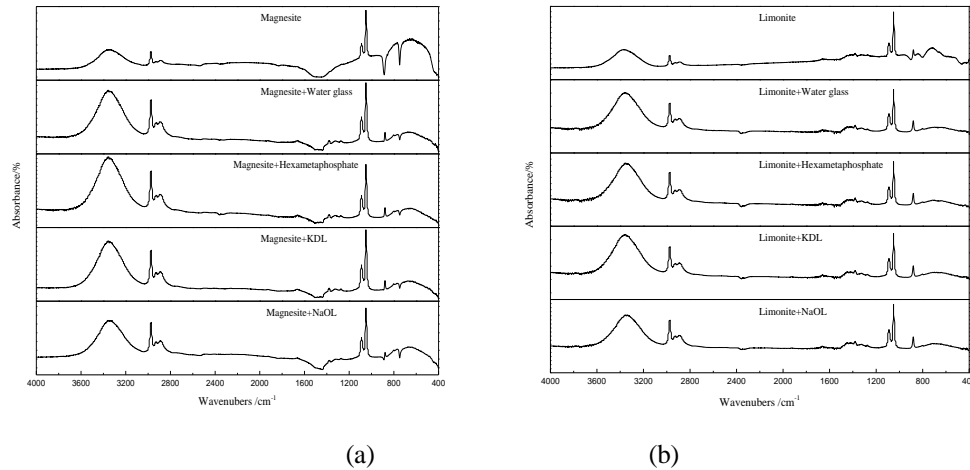 (a)
Magnesite
Magnesite+Water glass
Magnesite+Hexametaphosphate
Magnesite+KDL
Magnesite+NaOL
Absorbance/%
4000 3600 3200 2800 2400 2000 1600 1200 800 400
Wavenubers /cm-1
(b)
Limonite
Limonite+Water glass
Limonite+Hexametaphosphate
Limonite+KDL
Limonite+NaOL
Absorbance/%
4000 3600 3200 2800 2400 2000 1600 1200 800 40
Wavenubers /cm-1
(a)
(b)